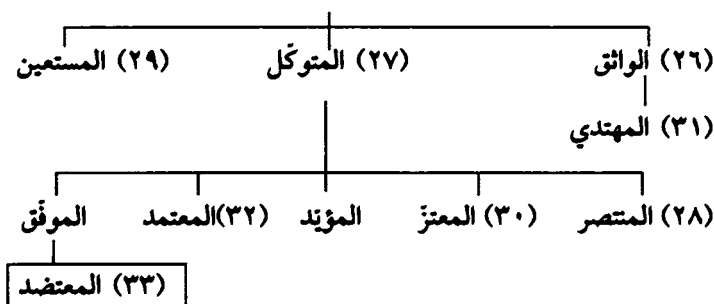 (٢٦) الواثق (٢٧) المتوكّل (٢٩) المستعين
(٣١) المهتدي
(٢٨) المنتصر (٣٠) المعتزّ المؤيّد (٣٢)المعتمد الموفّق
(٣٣) المعتضد